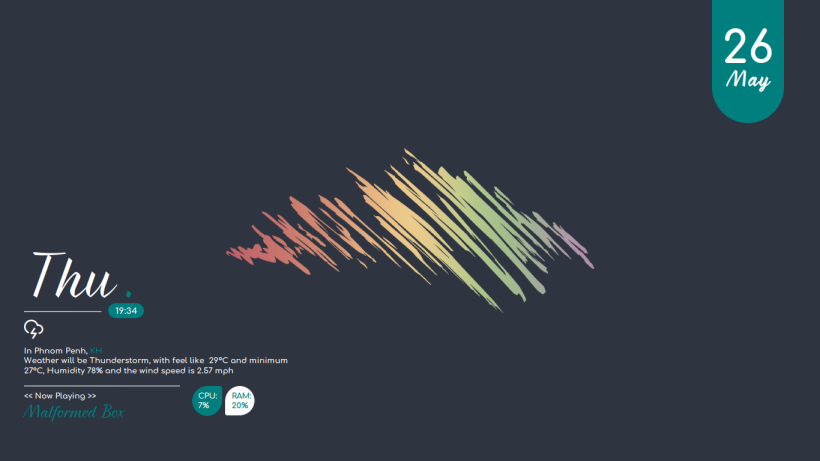 26
May
Thu.
19:34
In Phnom Penh, KH
Weather will be Thunderstorm, with feel like 29°C and minimum
27°C, Humidity 78% and the wind speed is 2.57 mph
<< Now Playing >>
Malformed Box
CPU:
7%
RAM:
20%